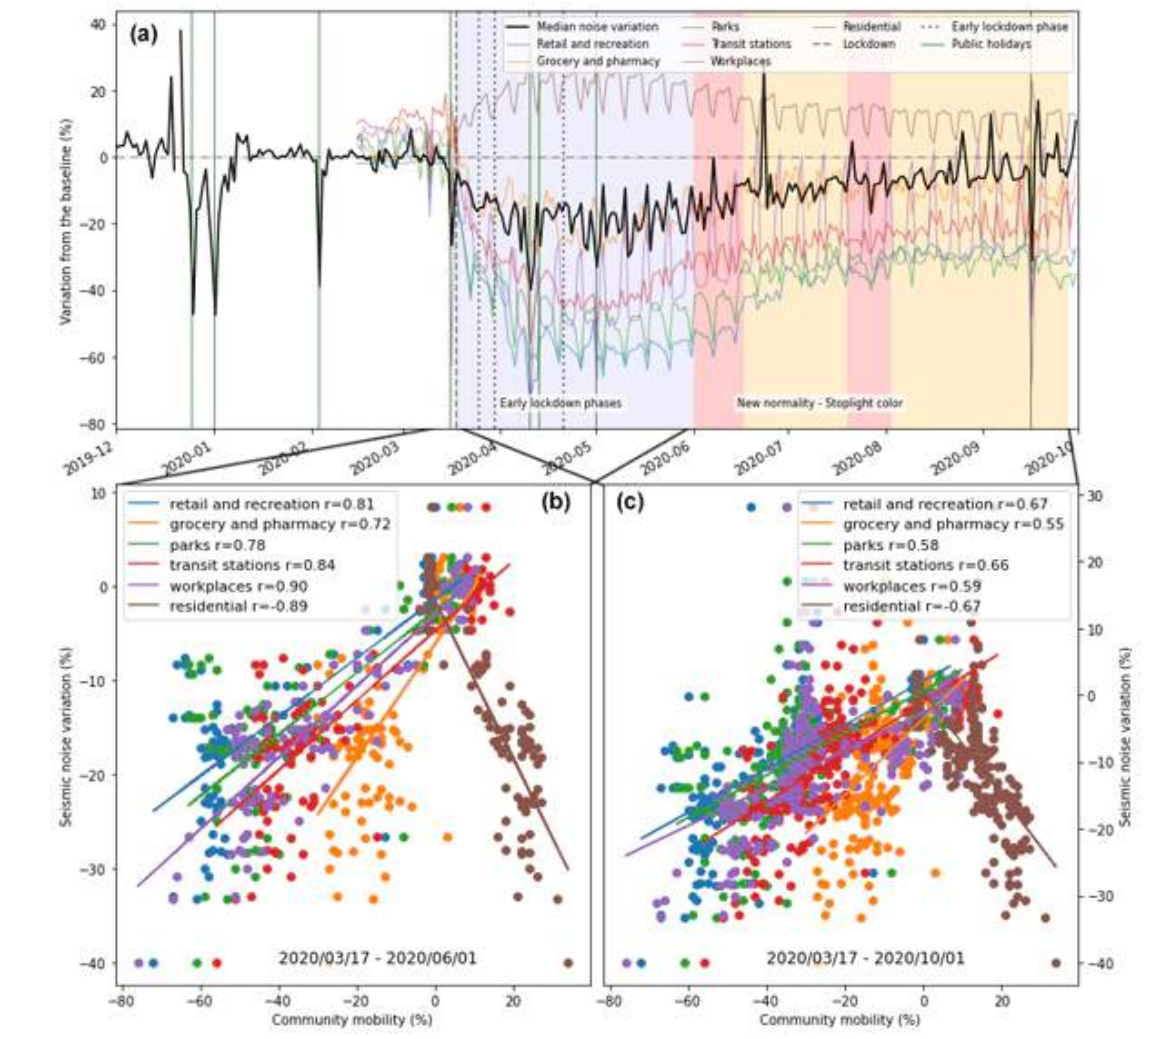 (a)
Median noise variation
Retail and recreation
Grocery and pharmacy
Parks
Transit stations
Workplaces
Residential
Lockdown
Early lockdown phase
Public holidays
Variation from the baseline (%)
40
20
0
−20
−40
−60
−80
Early lockdown phases
New normality - Stoplight color
2019-12
2020-01
2020-02
2020-03
2020-04
2020-05
2020-06
2020-07
2020-08
2020-09
2020-10
(b)
retail and recreation r=0.81
grocery and pharmacy r=0.72
parks r=0.78
transit stations r=0.84
workplaces r=0.90
residential r=-0.89
Seismic noise variation (%)
10
0
−10
−20
−30
−40
2020/03/17 - 2020/06/01
−80
−60
−40
−20
0
20
Community mobility (%)
(c)
retail and recreation r=0.67
grocery and pharmacy r=0.55
parks r=0.58
transit stations r=0.66
workplaces r=0.59
residential r=-0.67
30
20
10
0
−10
−20
−30
−40
Seismic noise variation (%)
2020/03/17 - 2020/10/01
−80
−60
−40
−20
0
20
Community mobility (%)